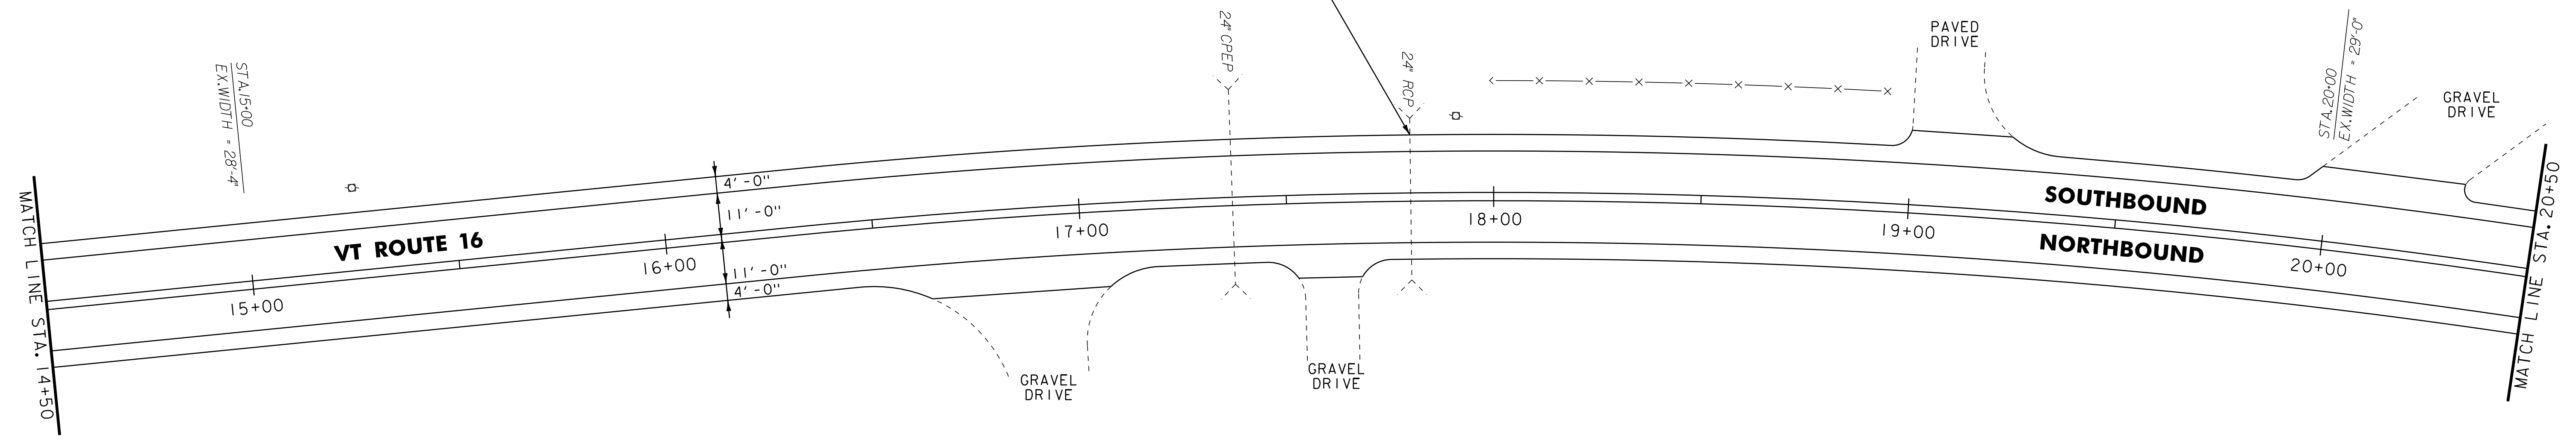 MATCH LINE STA. 14+50
STA.15+00
EX.WIDTH = 28'-4"
VT ROUTE 16
15+00
16+00
4'-0"
11'-0"
11'-0"
4'-0"
17+00
24" CPEP
24" RCP
18+00
GRAVEL
DRIVE
GRAVEL
DRIVE
PAVED
DRIVE
19+00
SOUTHBOUND
NORTHBOUND
STA.20+00
EX.WIDTH = 29'-0"
20+00
GRAVEL
DRIVE
MATCH LINE STA. 20+50